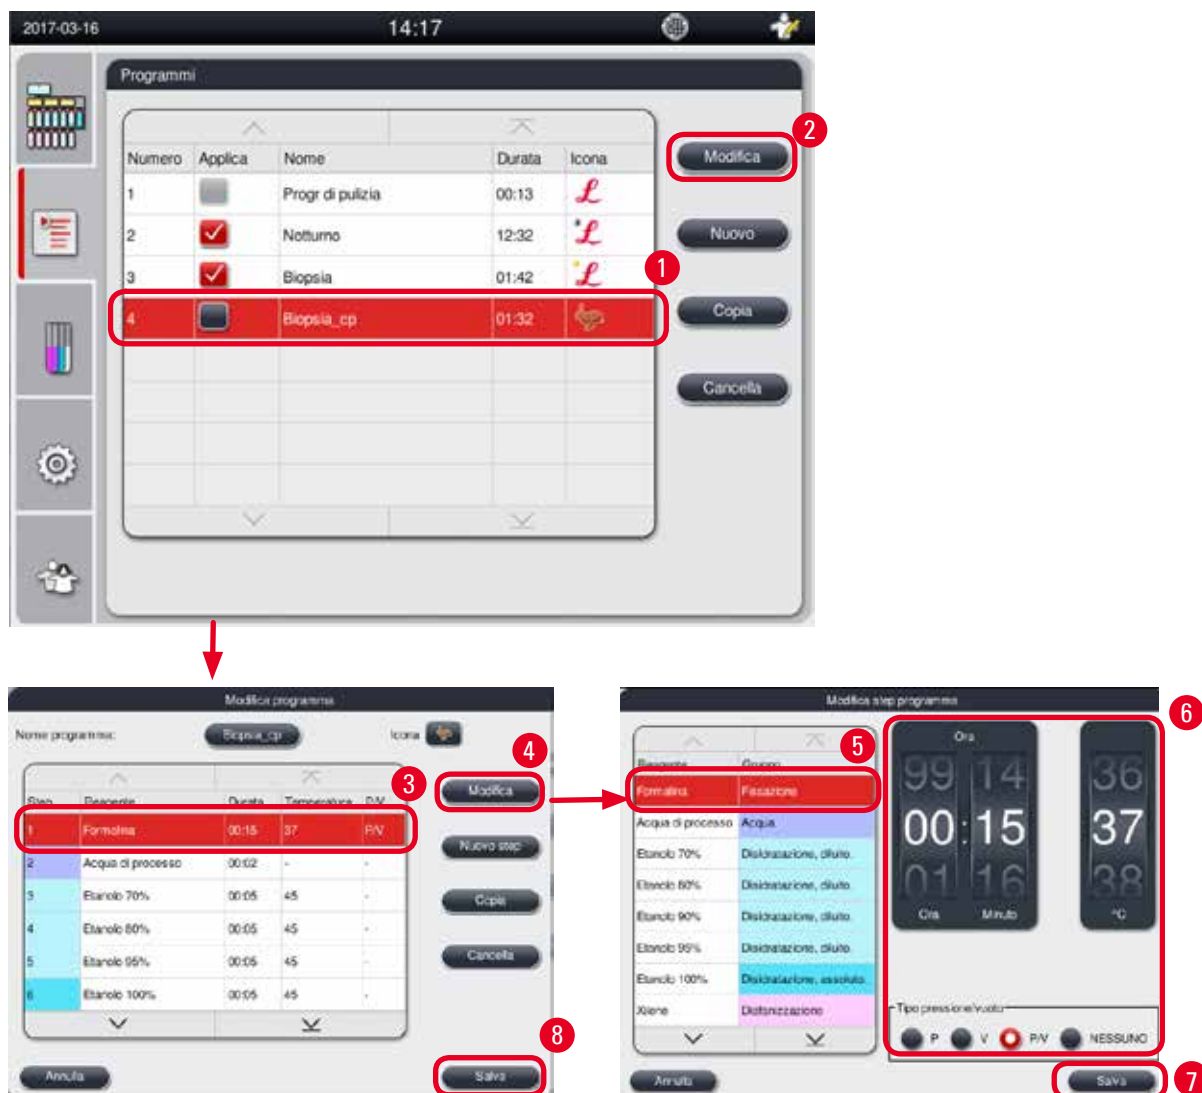 2017-03-16 14:17
Programmi
2
Numero Applica Nome Durata Icona
Modifica
1 Progr di pulizia 00:13
2 Notturno 12:32
Nuovo
3 Biopsia 01:42
1
4 Biopsia_cp 01:32
Copia
Cancella
Modifica programma
Nome programma: Biopsia_cp Icona
4
3
Modifica
Step Reagente Durata Temperatura P/V
1 Formalina 00:15 37 P/V
Nuovo step
2 Acqua di processo 00:02 - -
3 Etanolo 70% 00:05 45 -
Copia
4 Etanolo 80% 00:05 45 -
5 Etanolo 95% 00:05 45 -
Cancella
6 Etanolo 100% 00:05 45 -
8
Annulla Salva
Modifica step programma
6
5
Reagente Gruppo
Formalina Fissazione
Acqua di processo Acqua
Etanolo 70% Disidratazione, diluito
Etanolo 80% Disidratazione, diluito
Etanolo 90% Disidratazione, diluito
Etanolo 95% Disidratazione, diluito
Etanolo 100% Disidratazione, assoluto
Xilene Diafanizzazione
Ora
99 14 36
00:15 37
01 16 38
Ora Minuto °C
Tipo pressione/vuoto
P V P/V NESSUNO
Annulla Salva
7